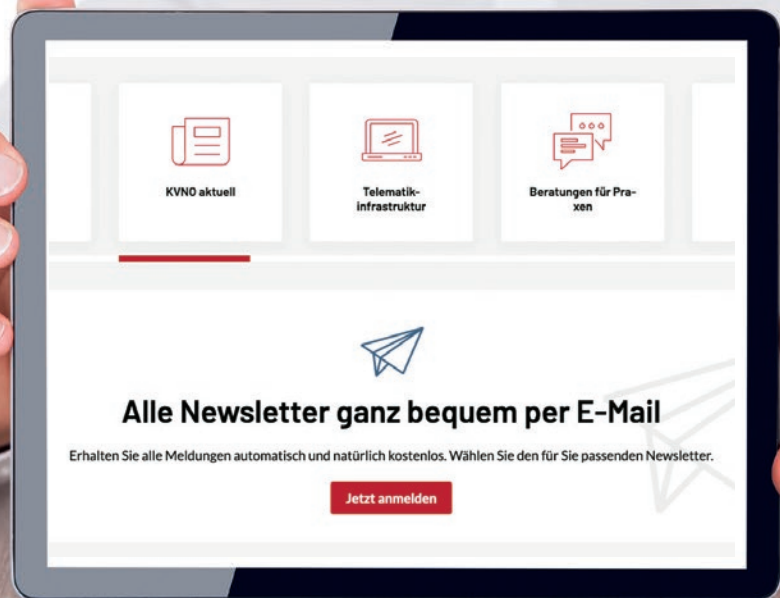 KVNO aktuell
Telematik-
infrastruktur
Beratungen für Pra-
xen
Alle Newsletter ganz bequem per E-Mail
Erhalten Sie alle Meldungen automatisch und natürlich kostenlos. Wählen Sie den für Sie passenden Newsletter.
Jetzt anmelden